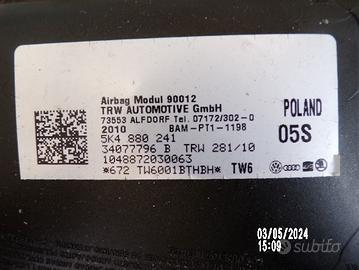 Airbag Modul 90012
TRW AUTOMOTIVE GmbH
73553 ALFDORF Tel. 07172/302-0
2010 BAM-PT1-1198
5K4 880 241
34077796 B TRW 281/10
1048872030063
*672 TW6001BTHBH* TW6
POLAND
05S
03/05/2024
15:09
subito